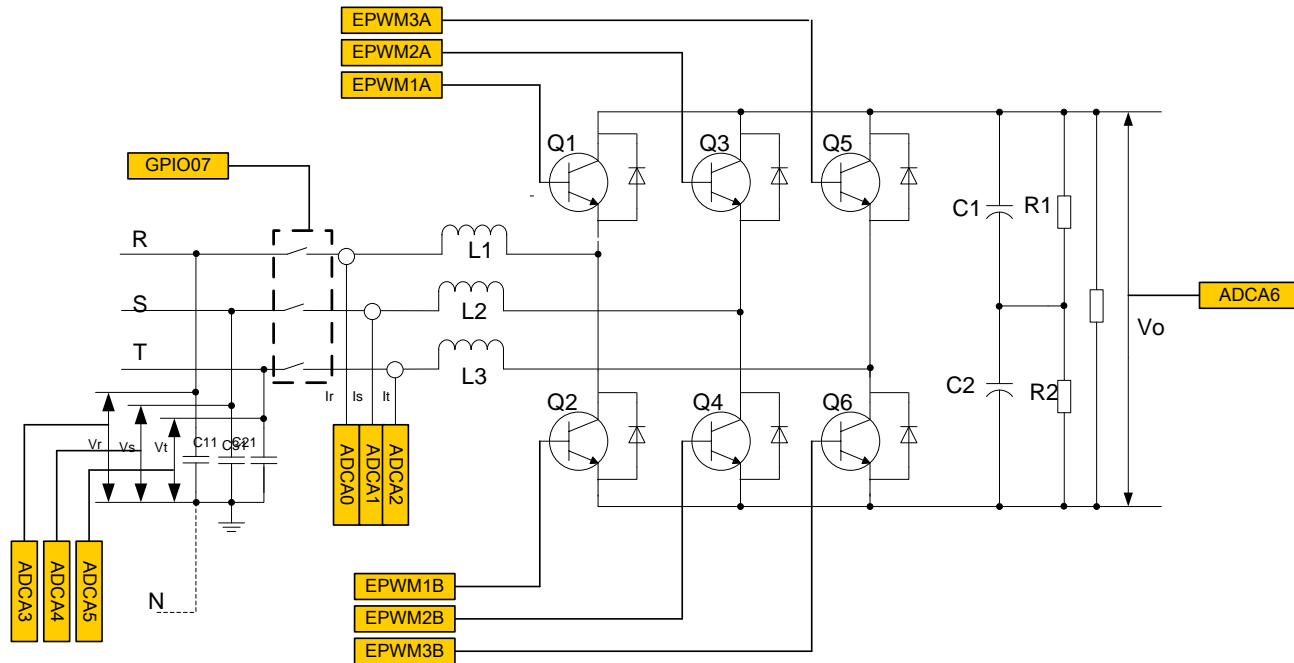 EPWM3A
EPWM2A
EPWM1A
Q1
Q3
Q5
GPIO07
-
C1
R1
R
L1
S
L2
ADCA6
Vo
T
L3
C2
R2
Ir
Is
It
Q2
Q4
Q6
Vr
Vs
Vt
C11
C21
ADCA0
ADCA1
ADCA2
ADCA3
ADCA4
ADCA5
N
EPWM1B
EPWM2B
EPWM3B